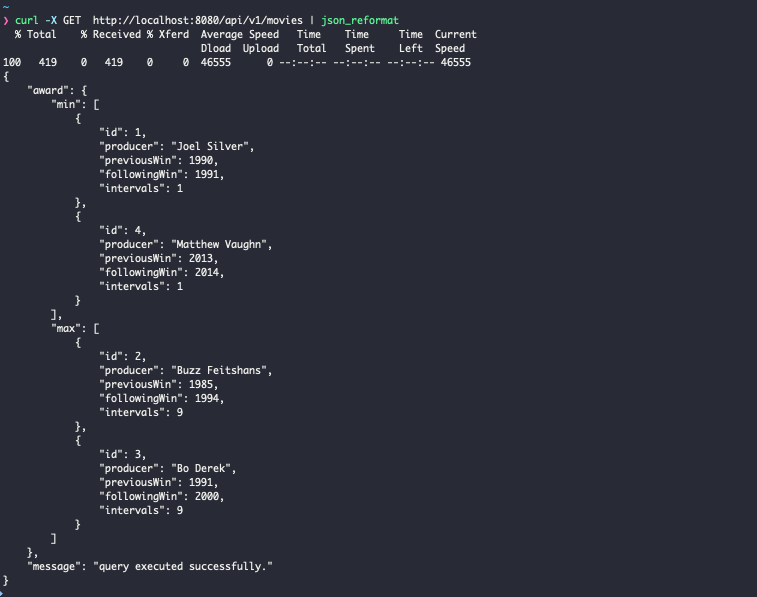 ~
❯ curl -X GET  http://localhost:8080/api/v1/movies | json_reformat
  % Total    % Received % Xferd  Average Speed   Time    Time     Time  Current
                                 Dload  Upload   Total   Spent    Left  Speed
100   419    0   419    0     0  46555      0 --:--:-- --:--:-- --:--:-- 46555
{
    "award": {
        "min": [
            {
                "id": 1,
                "producer": "Joel Silver",
                "previousWin": 1990,
                "followingWin": 1991,
                "intervals": 1
            },
            {
                "id": 4,
                "producer": "Matthew Vaughn",
                "previousWin": 2013,
                "followingWin": 2014,
                "intervals": 1
            }
        ],
        "max": [
            {
                "id": 2,
                "producer": "Buzz Feitshans",
                "previousWin": 1985,
                "followingWin": 1994,
                "intervals": 9
            },
            {
                "id": 3,
                "producer": "Bo Derek",
                "previousWin": 1991,
                "followingWin": 2000,
                "intervals": 9
            }
        ]
    },
    "message": "query executed successfully."
}